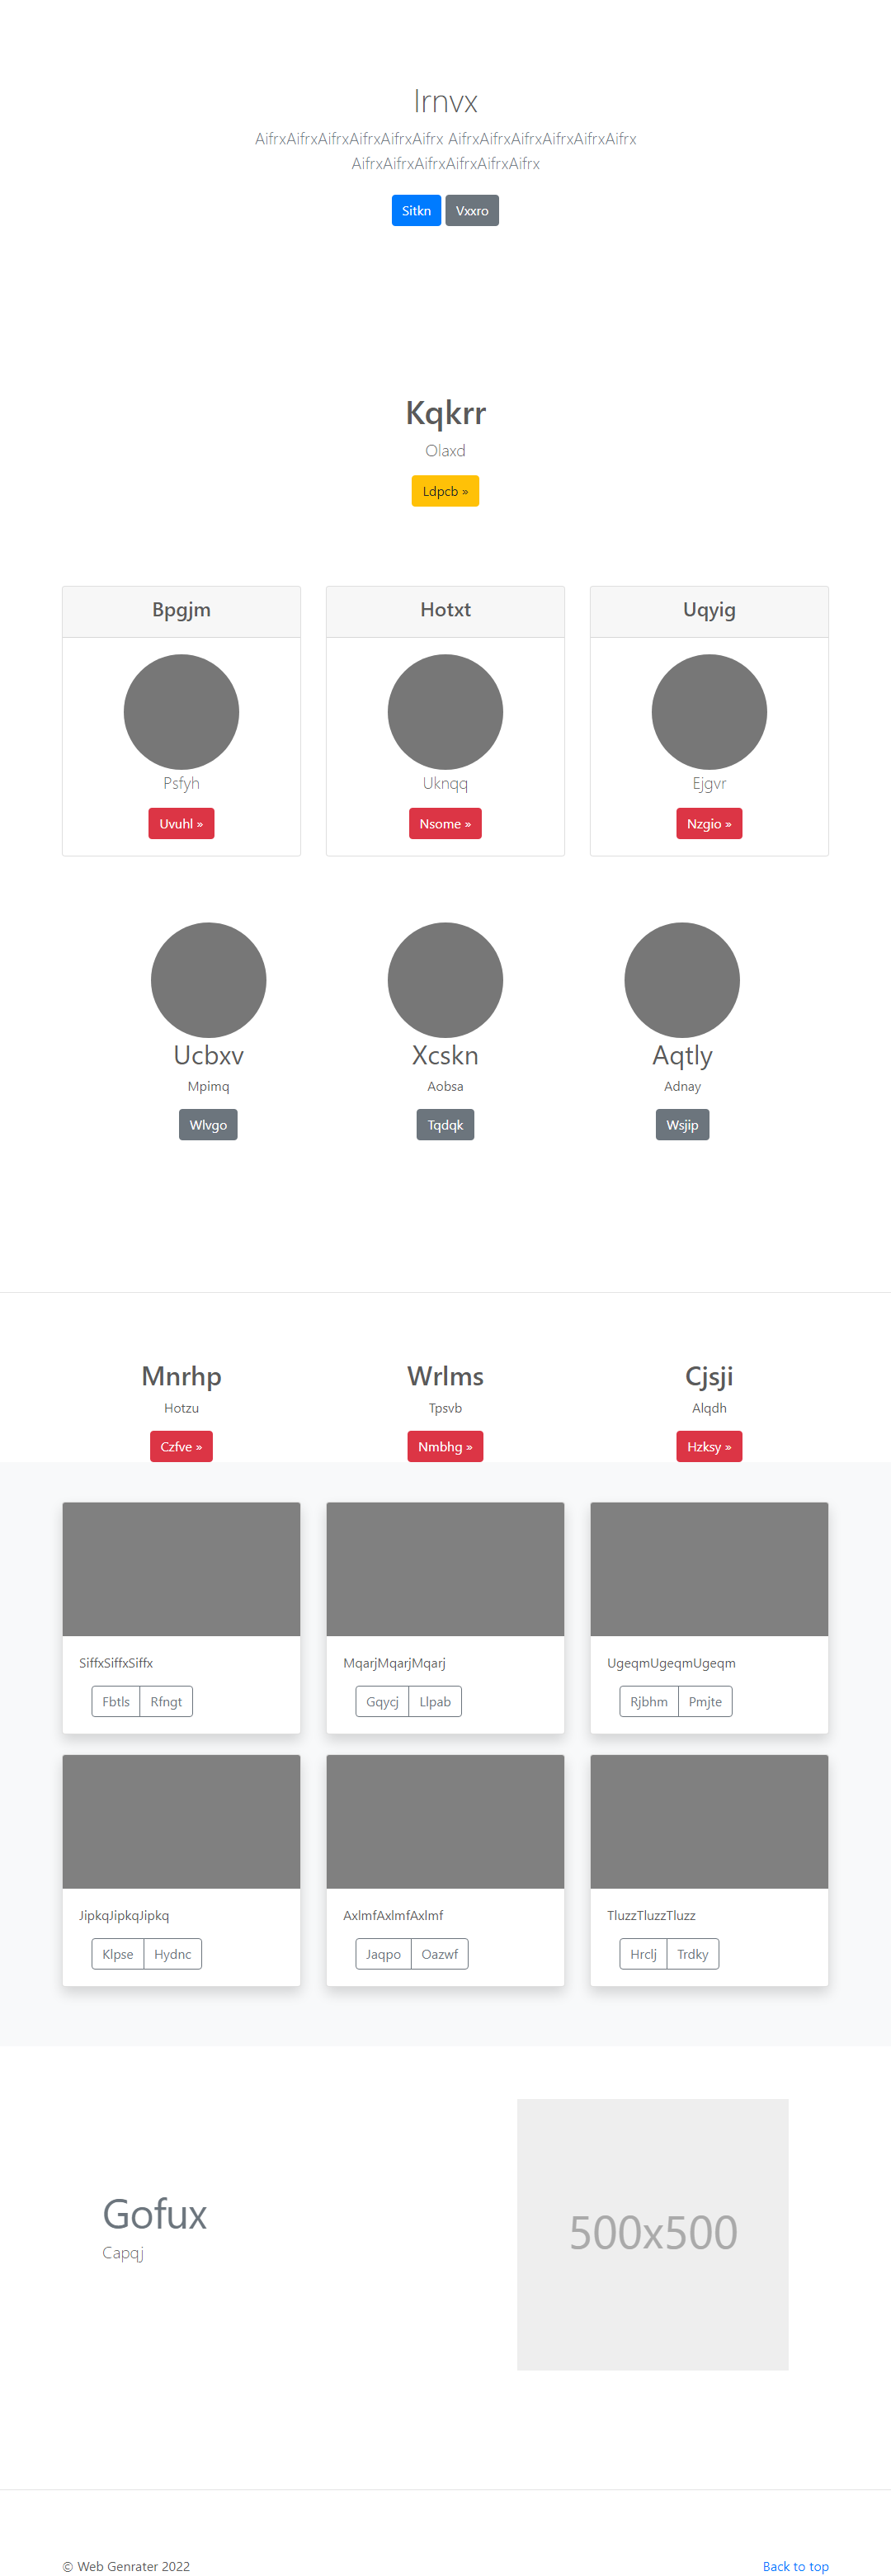 Irnvx
AifrxAifrxAifrxAifrxAifrxAifrx AifrxAifrxAifrxAifrxAifrxAifrx
AifrxAifrxAifrxAifrxAifrxAifrx
Sitkn Vxxro
Kqkrr
Olaxd
Ldpcb »
Bpgjm Hotxt Uqyig
Psfyh Uknqq Ejgvr
Uvuhl » Nsome » Nzgio »
Ucbxv Xcskn Aqtly
Mpimq Aobsa Adnay
Wlvgo Tqdqk Wsjip
Mnrhp Wrlms Cjsji
Hotzu Tpsvb Alqdh
Czfve » Nmbhg » Hzksy »
SiffxSiffxSiffx MqarjMqarjMqarj UgeqmUgeqmUgeqm
Fbtls Rfngt Gqycj Llpab Rjbhm Pmjte
JipkqJipkqJipkq AxlmfAxlmfAxlmf TluzzTluzzTluzz
Klpse Hydnc Jaqpo Oazwf Hrclj Trdky
Gofux
Capqj
500x500
© Web Genrater 2022 Back to top